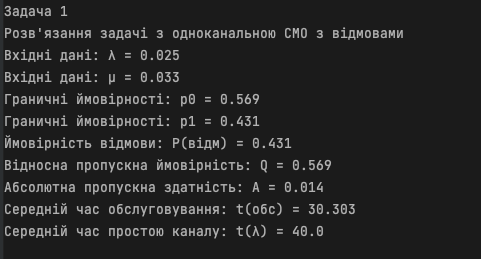 Задача 1
Розв'язання задачі з одноканальною СМО з відмовами
Вхідні дані: λ = 0.025
Вхідні дані: μ = 0.033
Граничні ймовірності: p0 = 0.569
Граничні ймовірності: p1 = 0.431
Ймовірність відмови: P(відм) = 0.431
Відносна пропускна ймовірність: Q = 0.569
Абсолютна пропускна здатність: A = 0.014
Середній час обслуговування: t(обс) = 30.303
Середній час простою каналу: t(λ) = 40.0